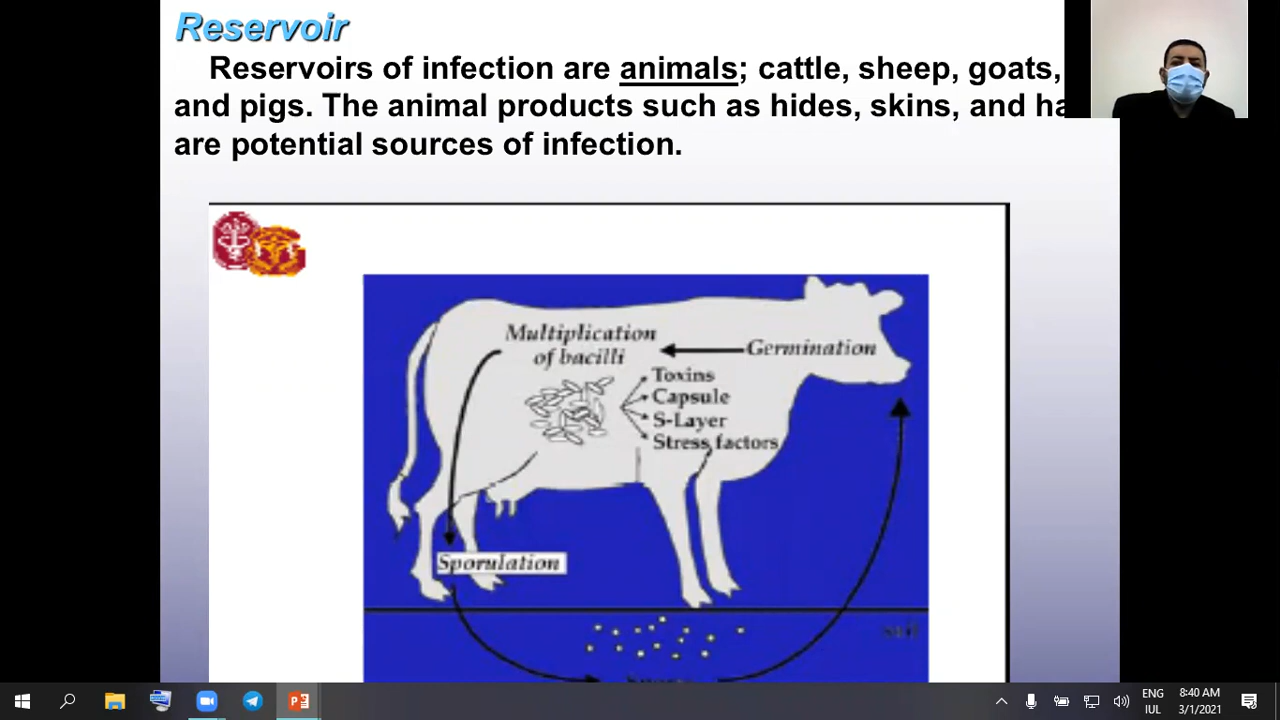 Reservoir
Reservoirs of infection are animals; cattle, sheep, goats,
and pigs. The animal products such as hides, skins, and
are potential sources of infection.
Multiplication
of bacilli
Germination
Toxins
Capsule
S-Layer
Stress factors
Sporulation
ENG
IUL
8:40 AM
3/1/2021